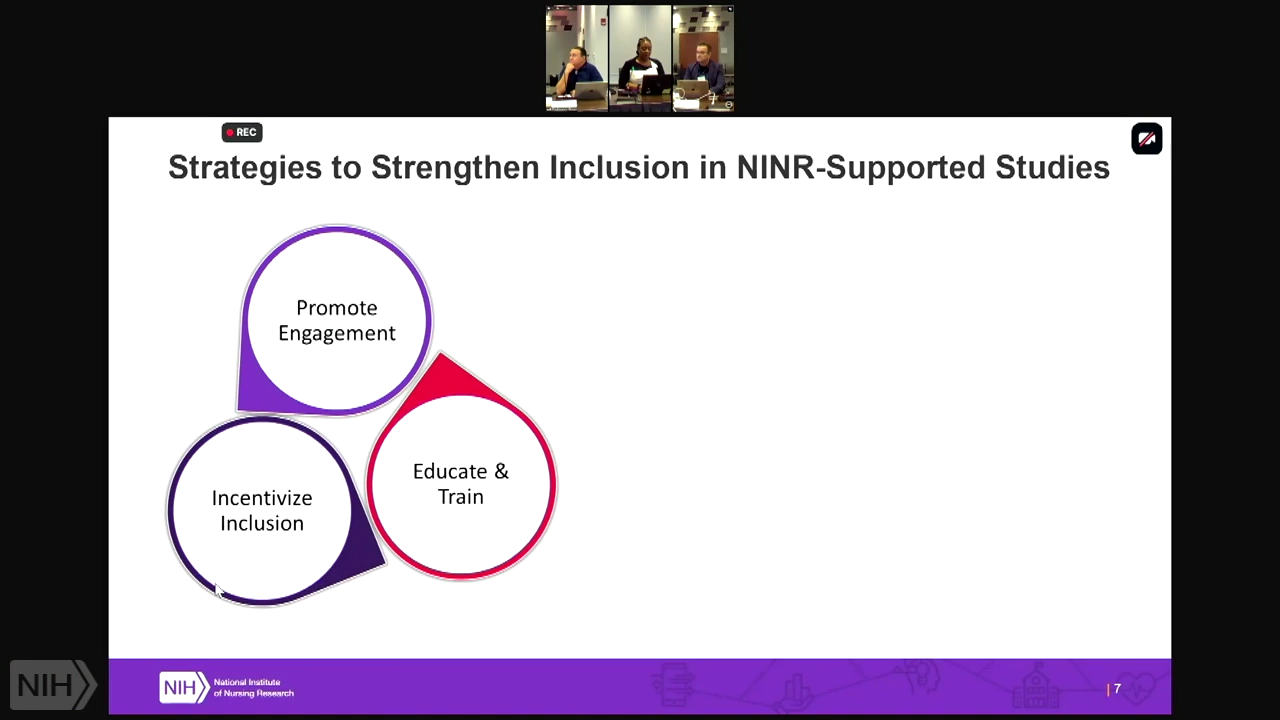 REC
Strategies to Strengthen Inclusion in NINR-Supported Studies
Promote
Engagement
Educate &
Train
Incentivize
Inclusion
NIH
NIH
National Institute
of Nursing Research
| 7